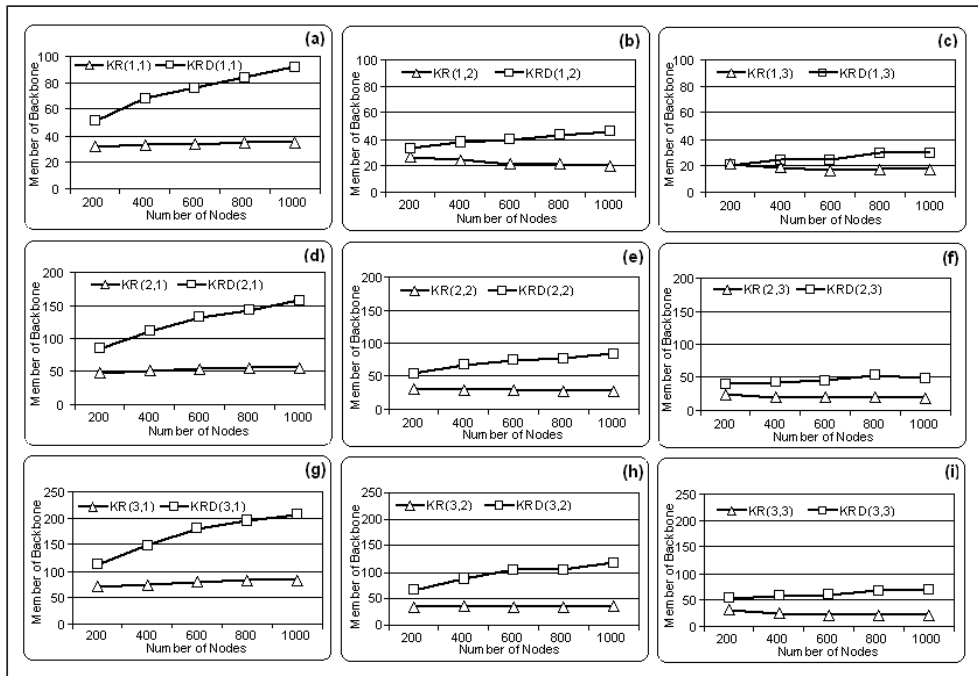 (a)
KR(1,1) KRD(1,1)
Member of Backbone
100
80
60
40
20
0
200 400 600 800 1000
Number of Nodes
(b)
KR(1,2) KRD(1,2)
Member of Backbone
100
80
60
40
20
0
200 400 600 800 1000
Number of Nodes
(c)
KR(1,3) KRD(1,3)
Member of Backbone
100
80
60
40
20
0
200 400 600 800 1000
Number of Nodes
(d)
KR(2,1) KRD(2,1)
Member of Backbone
200
150
100
50
0
200 400 600 800 1000
Number of Nodes
(e)
KR(2,2) KRD(2,2)
Member of Backbone
200
150
100
50
0
200 400 600 800 1000
Number of Nodes
(f)
KR(2,3) KRD(2,3)
Member of Backbone
200
150
100
50
0
200 400 600 800 1000
Number of Nodes
(g)
KR(3,1) KRD(3,1)
Member of Backbone
250
200
150
100
50
0
200 400 600 800 1000
Number of Nodes
(h)
KR(3,2) KRD(3,2)
Member of Backbone
250
200
150
100
50
0
200 400 600 800 1000
Number of Nodes
(i)
KR(3,3) KRD(3,3)
Member of Backbone
250
200
150
100
50
0
200 400 600 800 1000
Number of Nodes